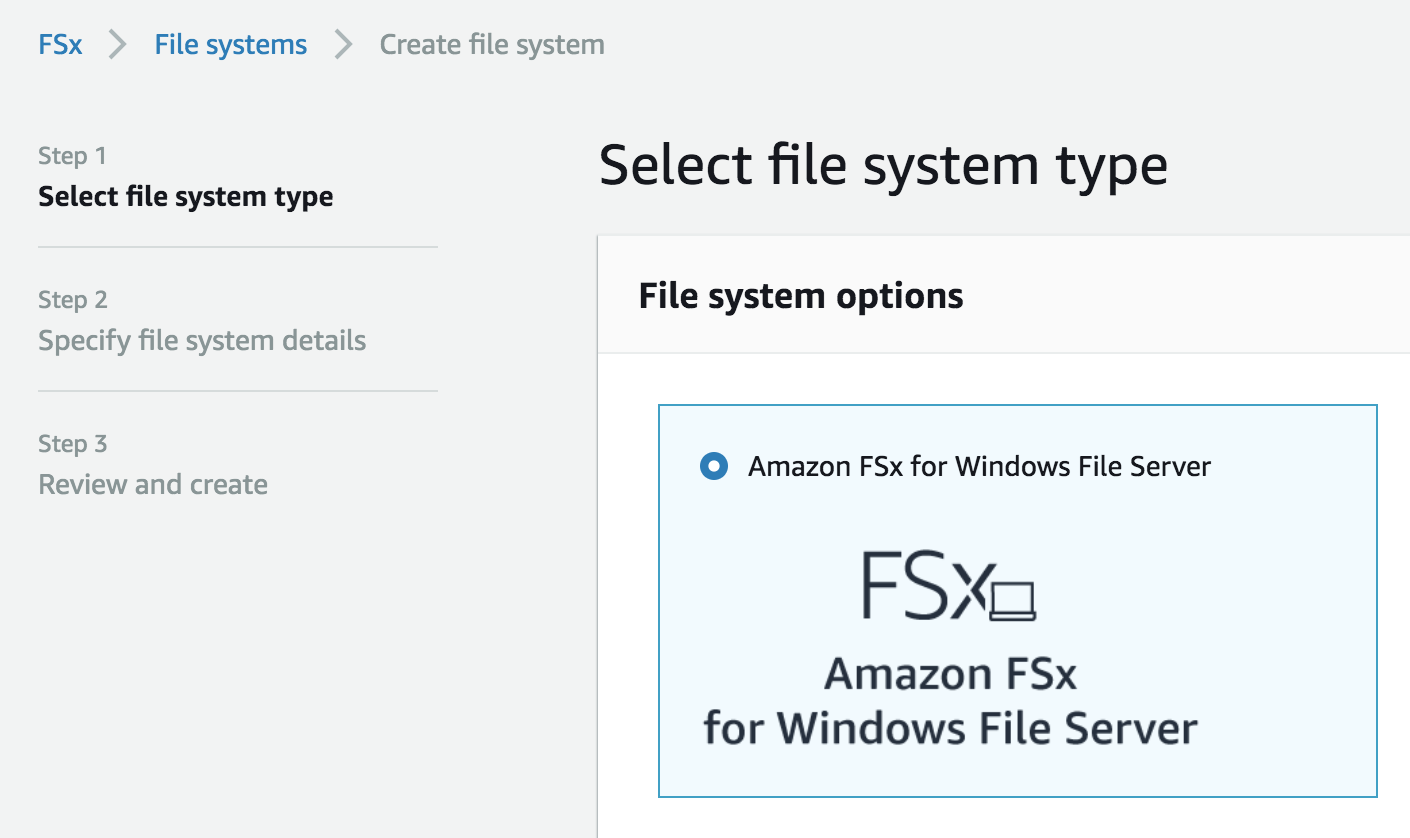 FSx
File systems
Create file system
Step 1
Select file system type
Step 2
Specify file system details
Step 3
Review and create
Select file system type
File system options
Amazon FSx for Windows File Server
FSx
Amazon FSx
for Windows File Server